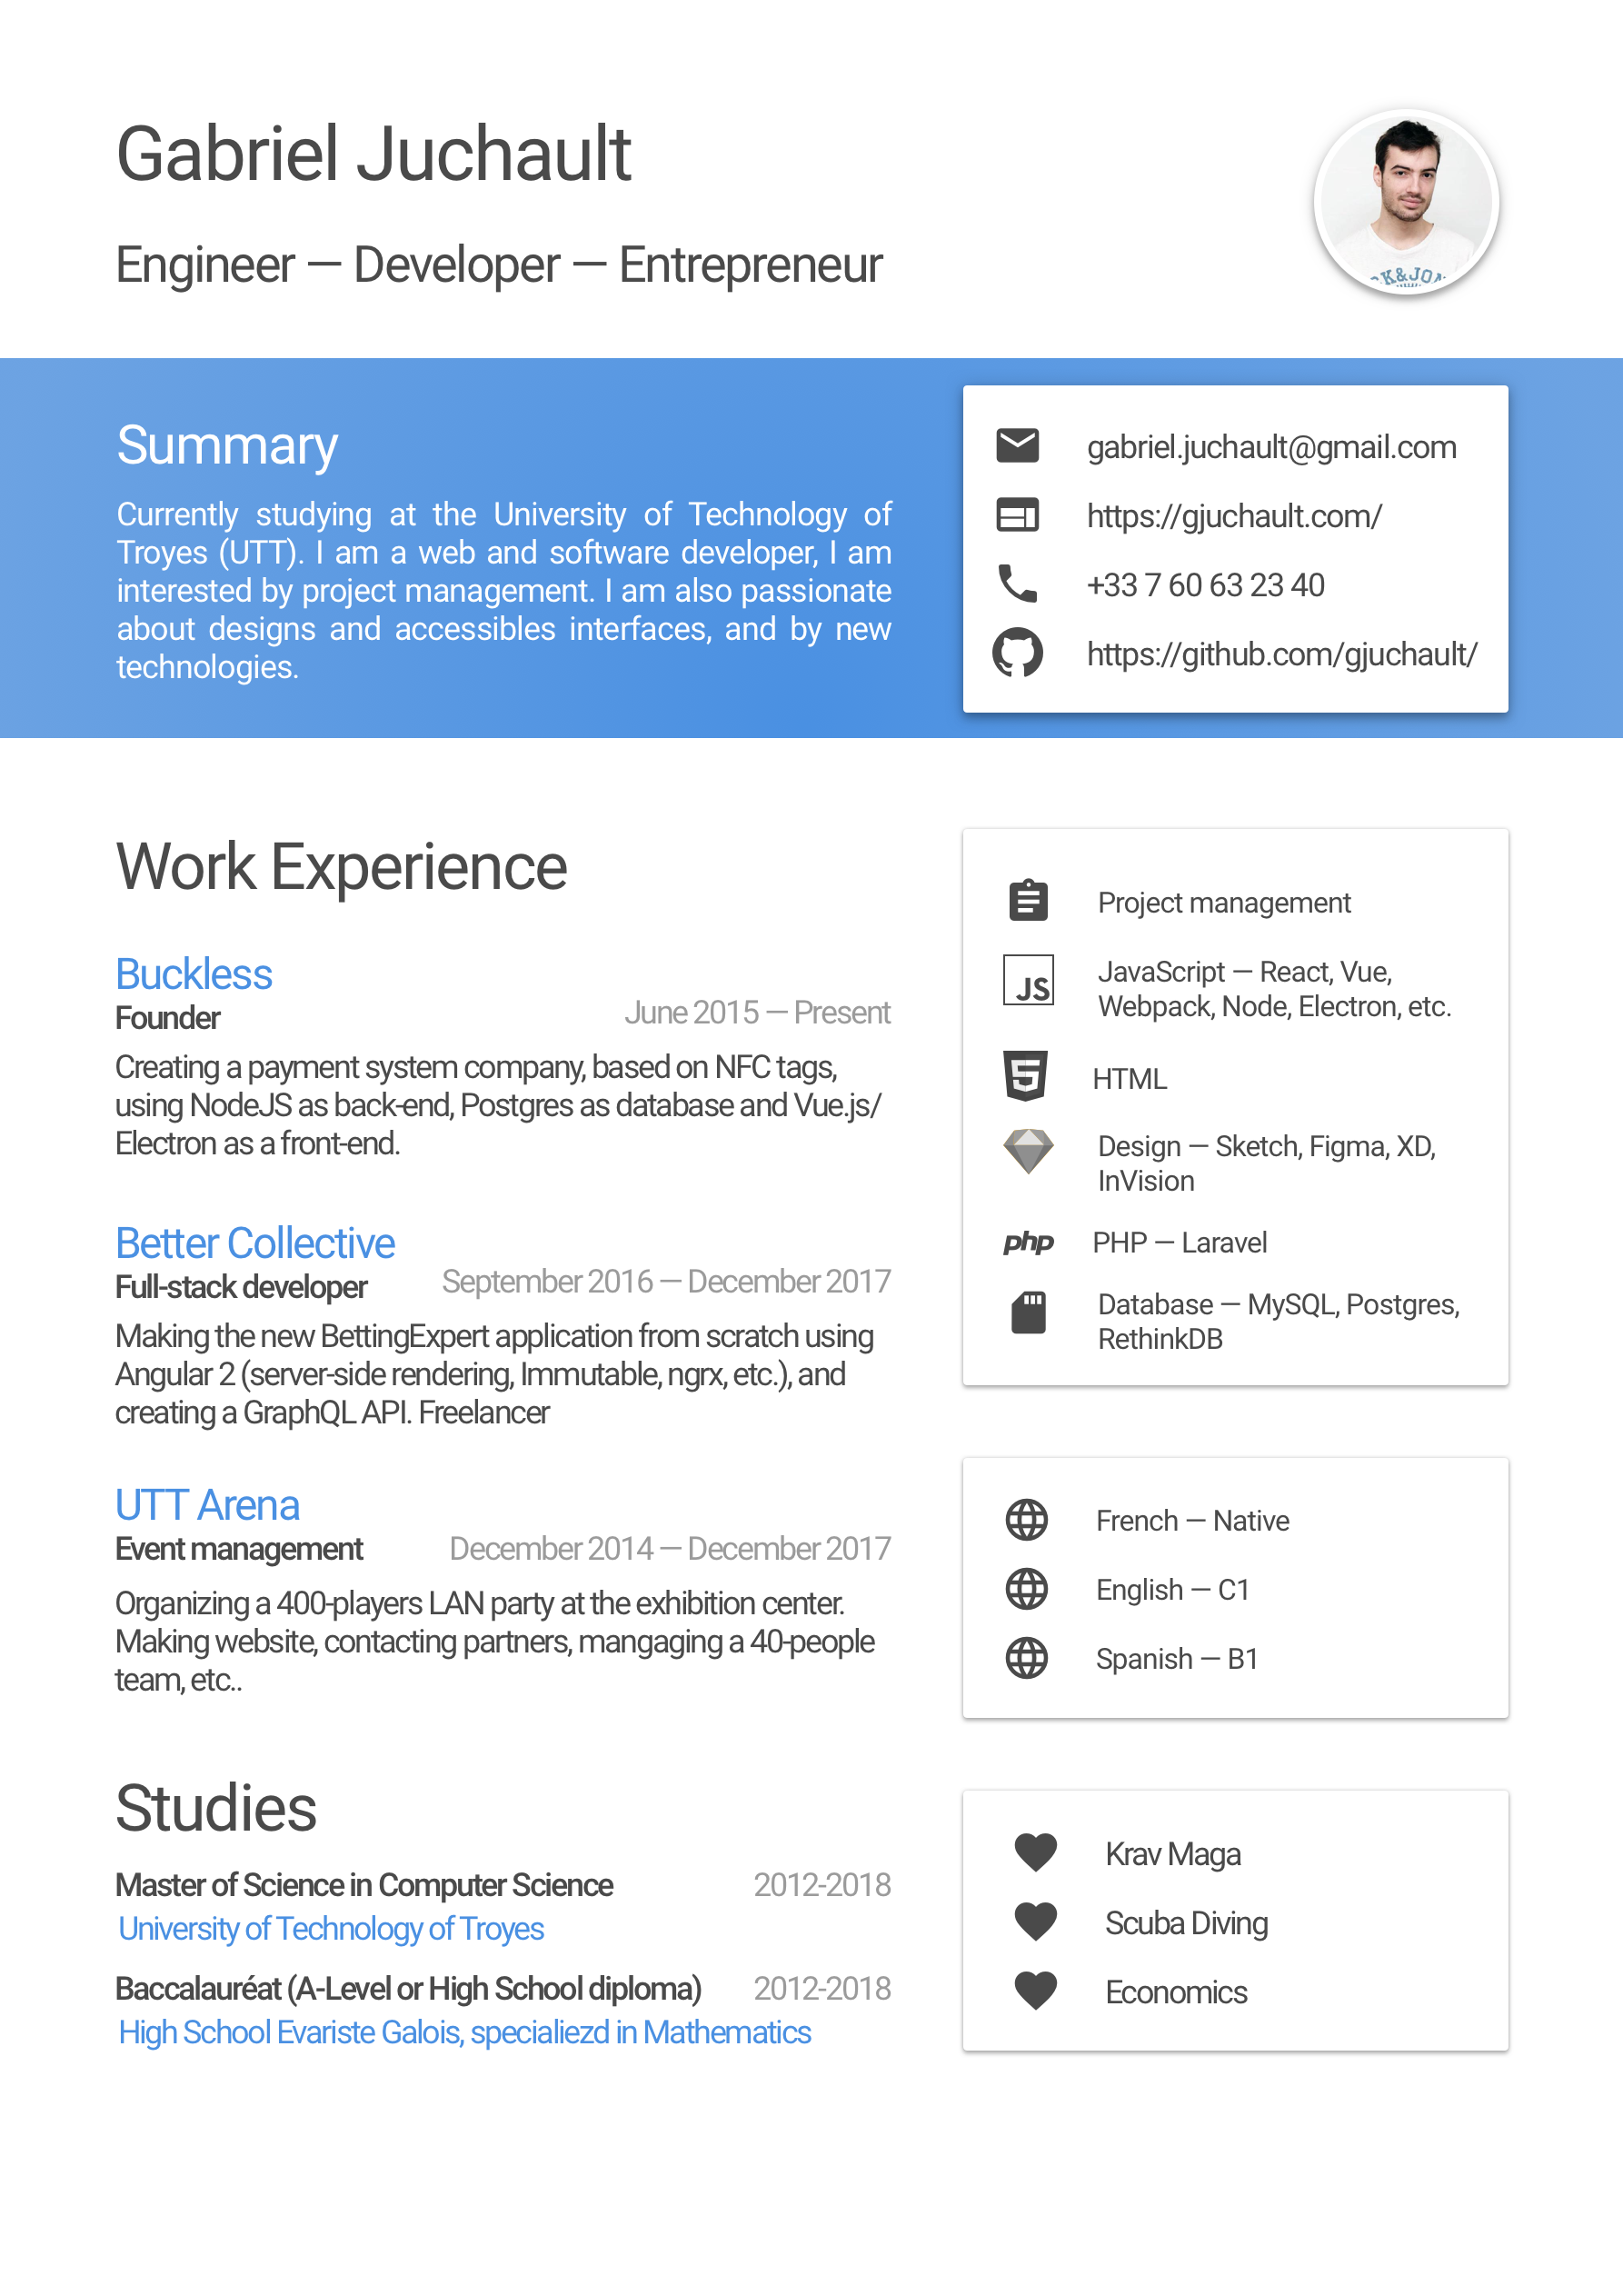 Gabriel Juchault
Engineer — Developer — Entrepreneur
K&JO
Summary
Currently studying at the University of Technology of
Troyes (UTT). I am a web and software developer, I am
interested by project management. I am also passionate
about designs and accessibles interfaces, and by new
technologies.
gabriel.juchault@gmail.com
https://gjuchault.com/
+33 7 60 63 23 40
https://github.com/gjuchault/
Work Experience
Buckless
Founder
June 2015 — Present
Creating a payment system company, based on NFC tags,
using NodeJS as back-end, Postgres as database and Vue.js/
Electron as a front-end.
Better Collective
Full-stack developer
September 2016 — December 2017
Making the new BettingExpert application from scratch using
Angular 2 (server-side rendering, Immutable, ngrx, etc.), and
creating a GraphQL API. Freelancer
UTT Arena
Event management
December 2014 — December 2017
Organizing a 400-players LAN party at the exhibition center.
Making website, contacting partners, mangaging a 40-people
team, etc..
Studies
Master of Science in Computer Science
2012-2018
University of Technology of Troyes
Baccalauréat (A-Level or High School diploma)
2012-2018
High School Evariste Galois, specialiezd in Mathematics
Project management
JS
JavaScript — React, Vue,
Webpack, Node, Electron, etc.
5
HTML
Design — Sketch, Figma, XD,
InVision
php
PHP — Laravel
Database — MySQL, Postgres,
RethinkDB
French — Native
English — C1
Spanish — B1
Krav Maga
Scuba Diving
Economics